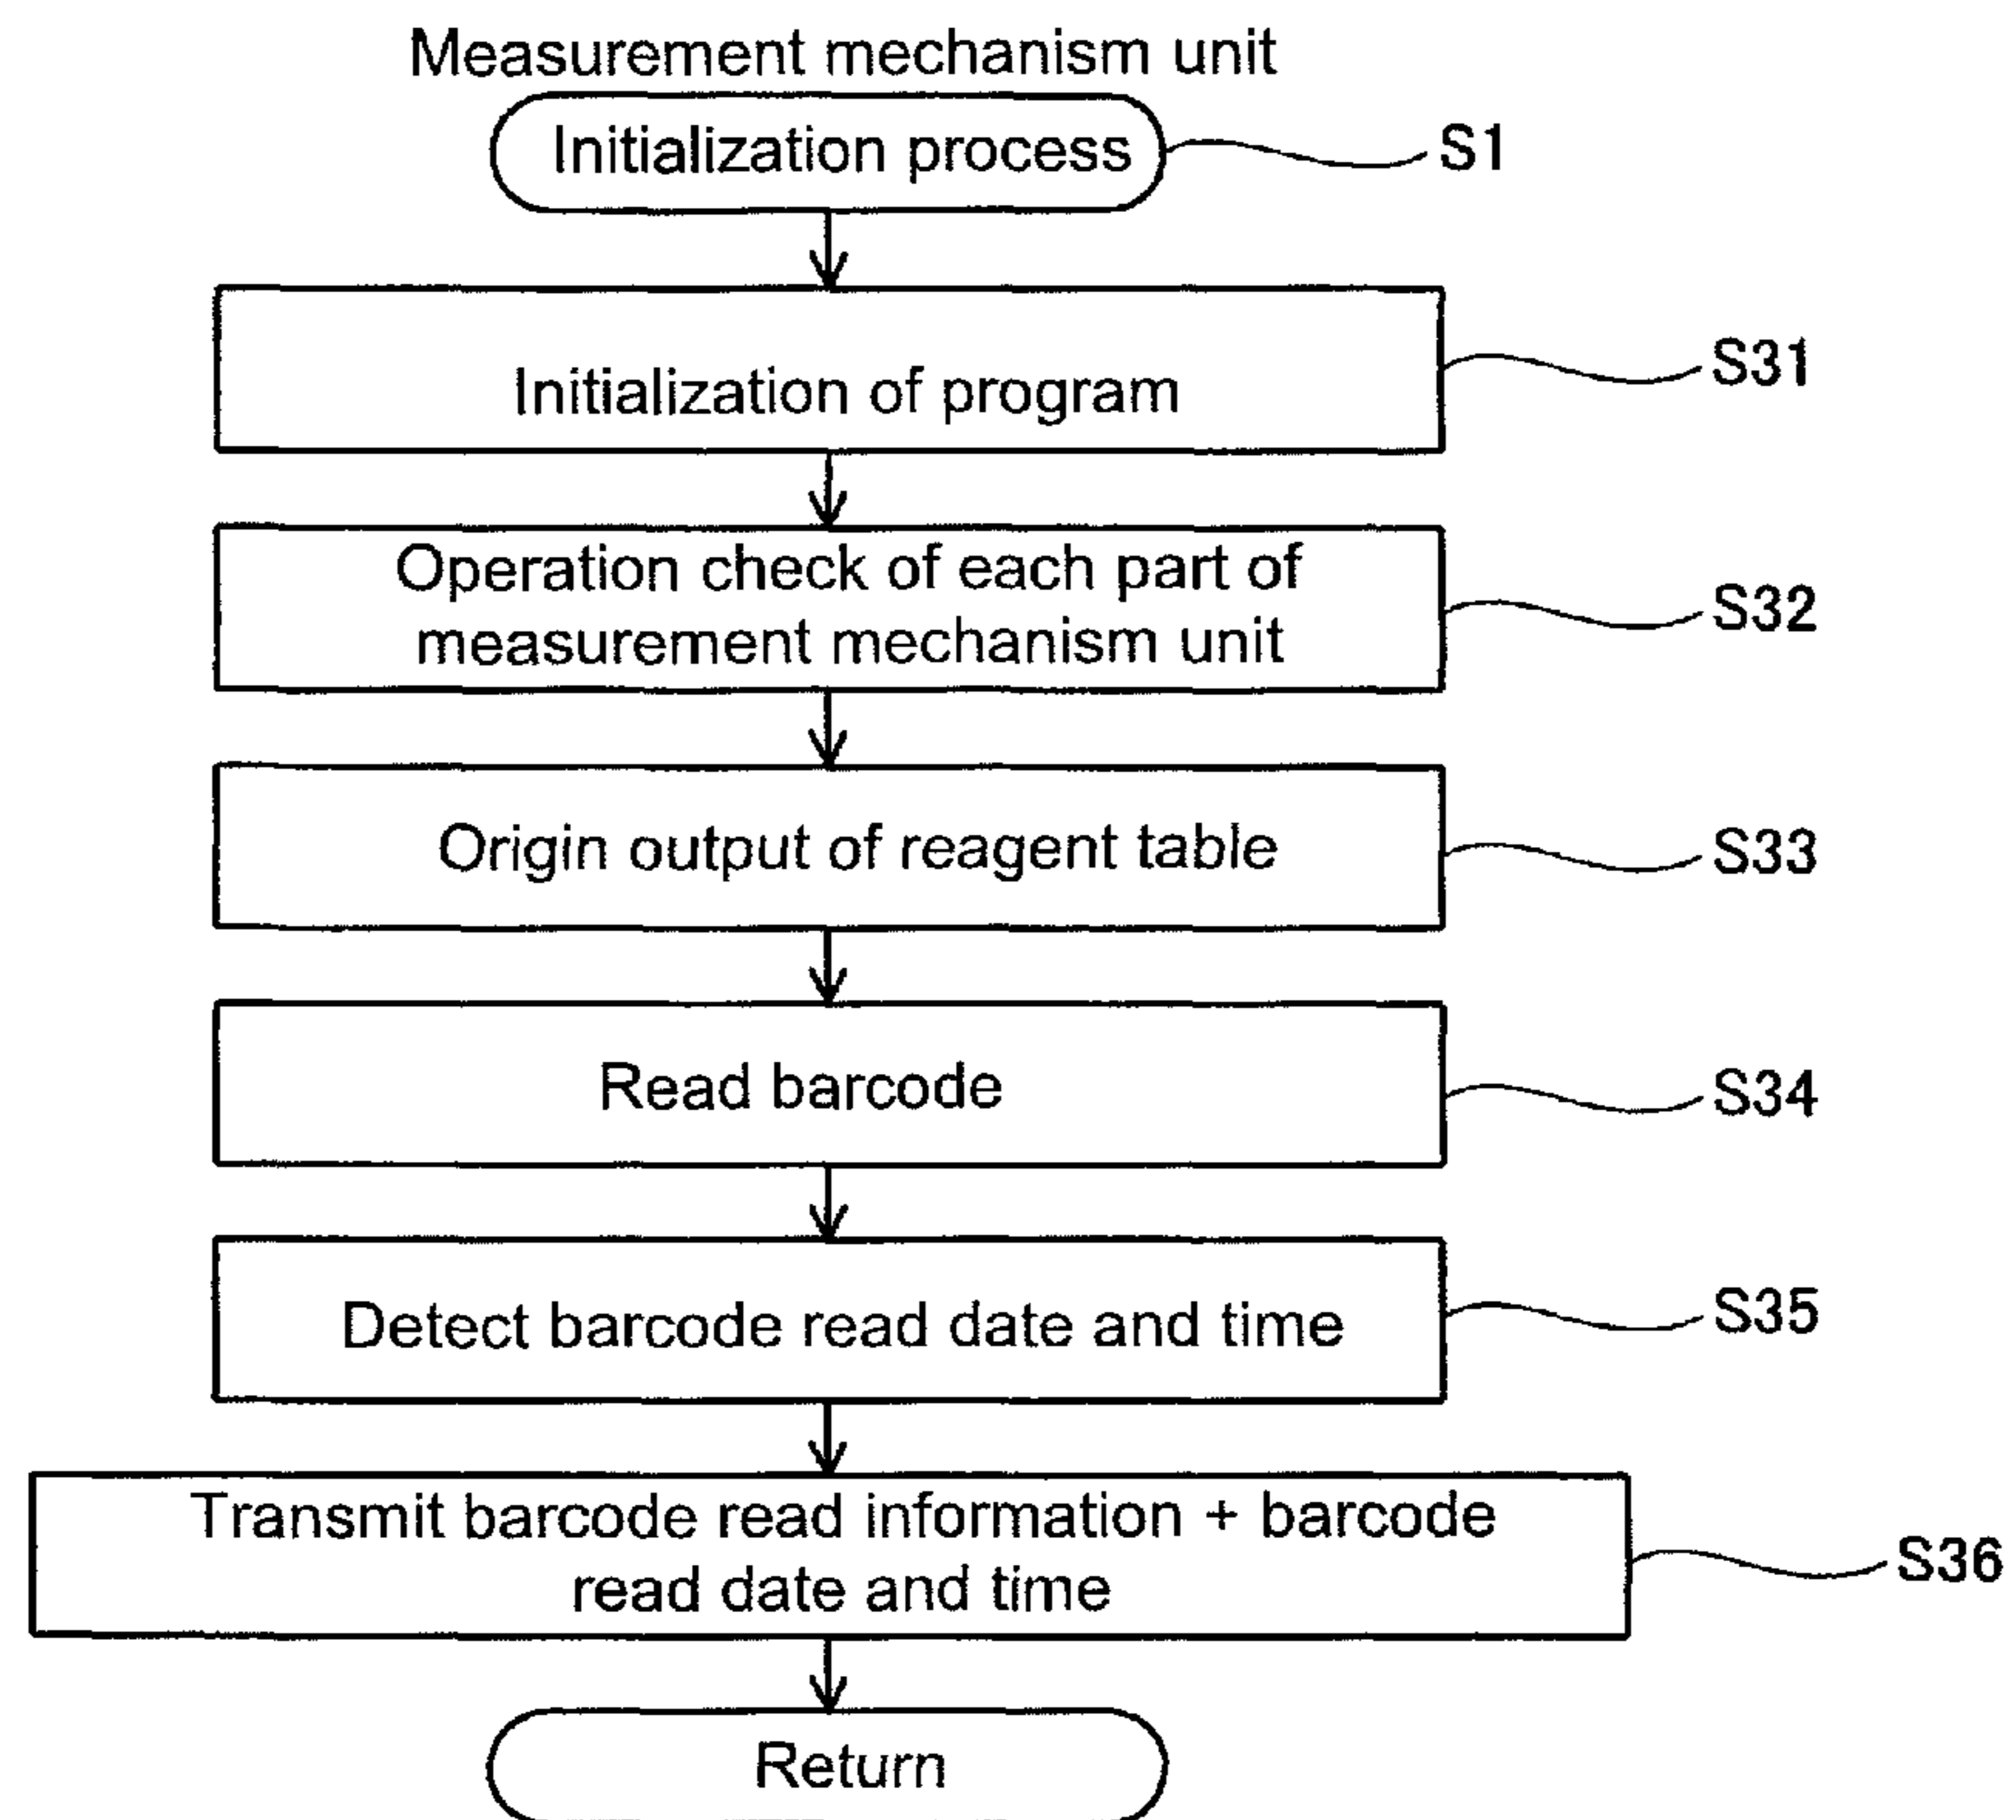 Measurement mechanism unit
Initialization process
S1
Initialization of program
S31
Operation check of each part of
measurement mechanism unit
S32
Origin output of reagent table
S33
Read barcode
S34
Detect barcode read date and time
S35
Transmit barcode read information + barcode
read date and time
S36
Return